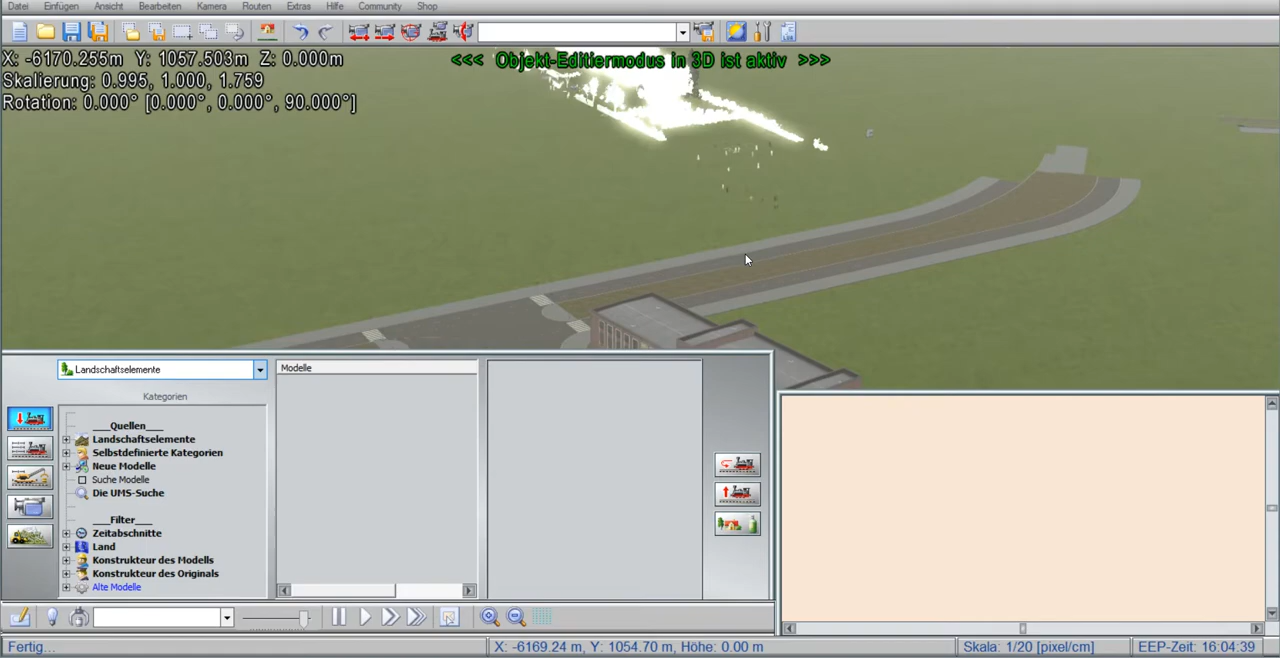 Datei Einfügen Ansicht Bearbeiten Kamera Routen Extras Hilfe Community Shop
X: -6170.255m Y: 1057.503m Z: 0.000m
<<< Objekt-Editiermodus in 3D ist aktiv >>>
Skalierung: 0.995, 1.000, 1.759
Rotation: 0.000° [0.000°, 0.000°, 90.000°]
Landschaftselemente
Modelle
Kategorien
___Quellen___
Landschaftselemente
Selbstdefinierte Kategorien
Neue Modelle
Suche Modelle
Die UMS-Suche
___Filter___
Zeitabschnitte
Land
Konstrukteur des Modells
Konstrukteur des Originals
Alte Modelle
Fertig...
X: -6169.24 m, Y: 1054.70 m, Höhe: 0.00 m
Skala: 1/20 [pixel/cm]
EEP-Zeit: 16:04:39